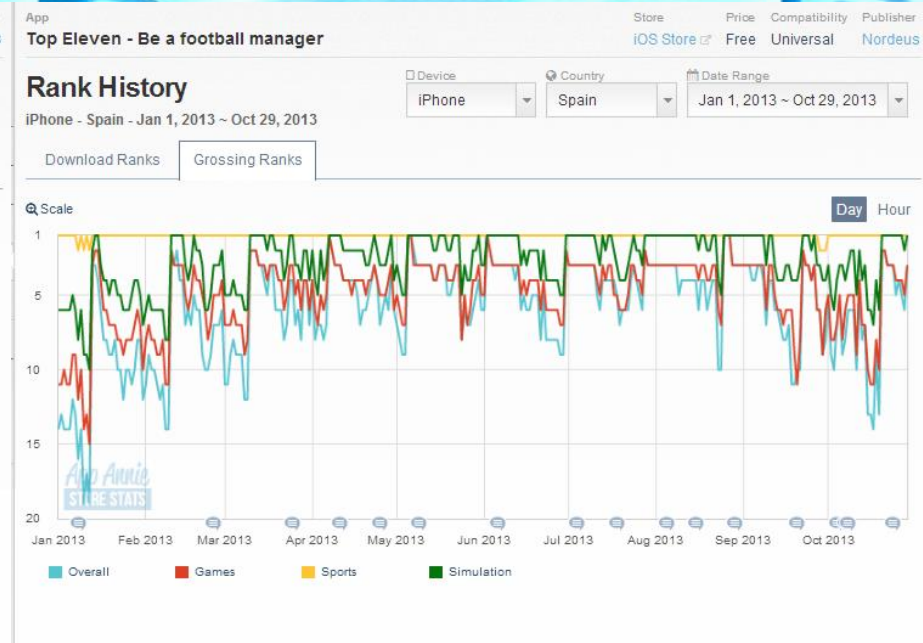 App
Top Eleven - Be a football manager
Store Price Compatibility Publisher
iOS Store Free Universal Nordeus
Rank History
iPhone - Spain - Jan 1, 2013 ~ Oct 29, 2013
Device Country Date Range
iPhone Spain Jan 1, 2013 ~ Oct 29, 2013
Download Ranks Grossing Ranks
Scale Day Hour
1
5
10
15
20
App Annie
STORE STATS
Jan 2013 Feb 2013 Mar 2013 Apr 2013 May 2013 Jun 2013 Jul 2013 Aug 2013 Sep 2013 Oct 2013
Overall Games Sports Simulation